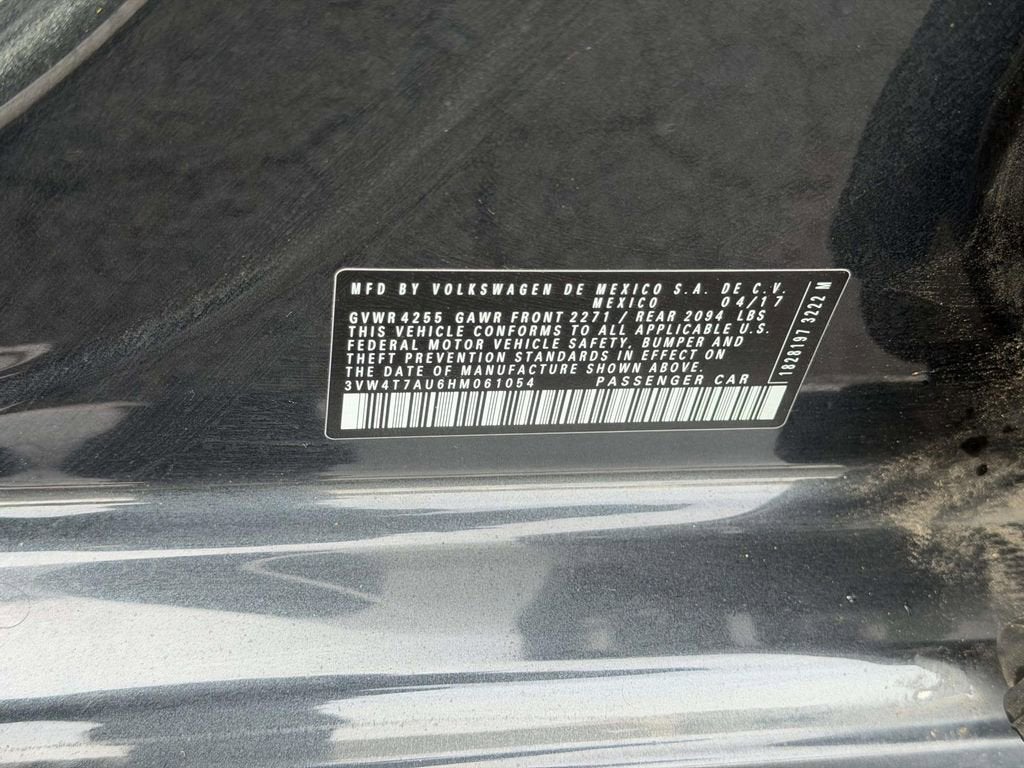 MFD BY VOLKSWAGEN DE MEXICO S.A. DE C.V.
MEXICO 04/17
GVWR 4255 GAWR FRONT 2271 / REAR 2094 LBS
THIS VEHICLE CONFORMS TO ALL APPLICABLE U.S.
FEDERAL MOTOR VEHICLE SAFETY, BUMPER AND
THEFT PREVENTION STANDARDS IN EFFECT ON
THE DATE OF MANUFACTURE SHOWN ABOVE.
3VW4T7AU6HM061054 PASSENGER CAR
1828197 3222 M